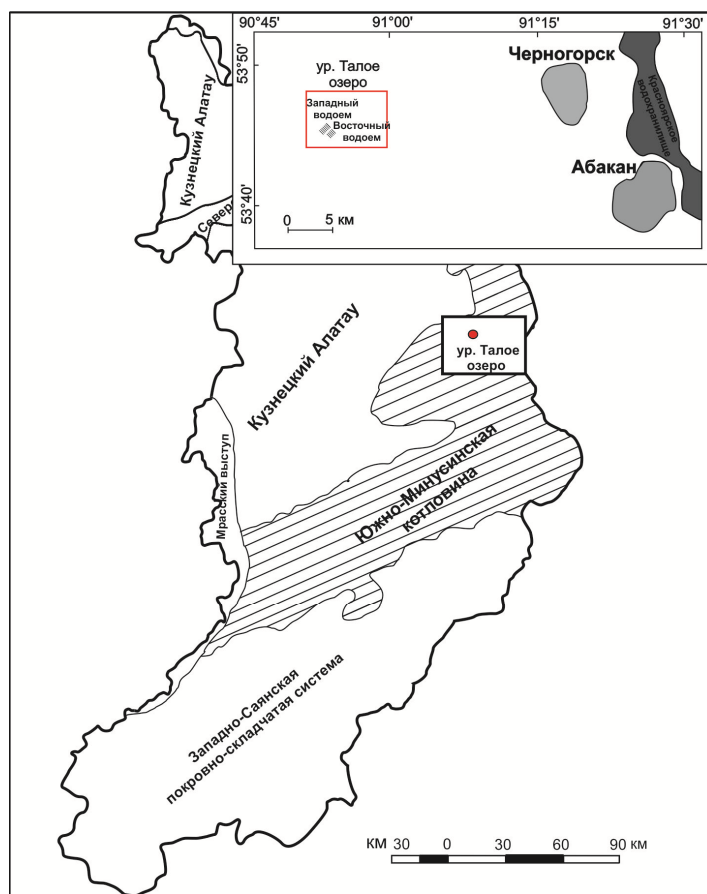 90°45'
91°00'
91°15'
91°30'
53°50'
53°40'
ур. Талое
озеро
Западный
водоем
Восточный
водоем
Черногорск
Красноярское
водохранилище
Абакан
0 5 км
Кузнецкий Алатау
Кузнецкий Алатау
ур. Талое
озеро
Мрасский выступ
Южно-Минусинская
котловина
Западно-Саянская
покровно-складчатая система
КМ 30 0 30 60 90 км